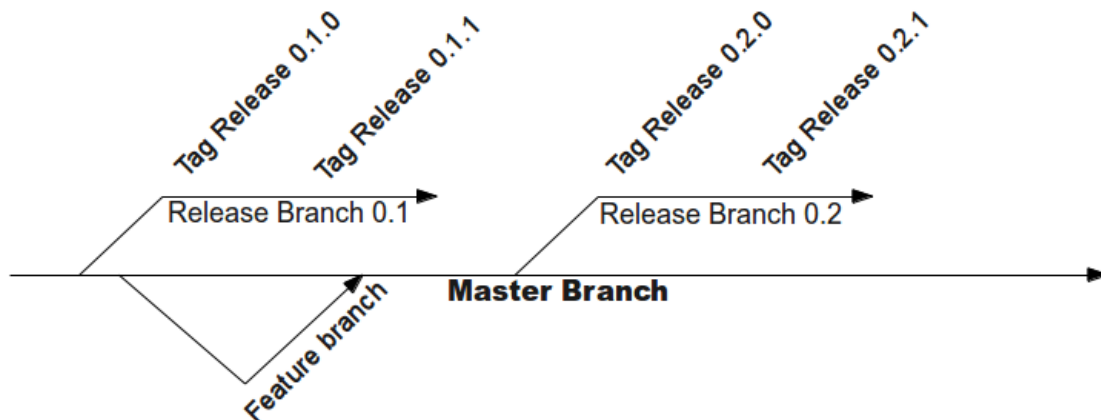 Tag Release 0.1.0
Tag Release 0.1.1
Tag Release 0.2.0
Tag Release 0.2.1
Release Branch 0.1
Release Branch 0.2
Master Branch
Feature branch